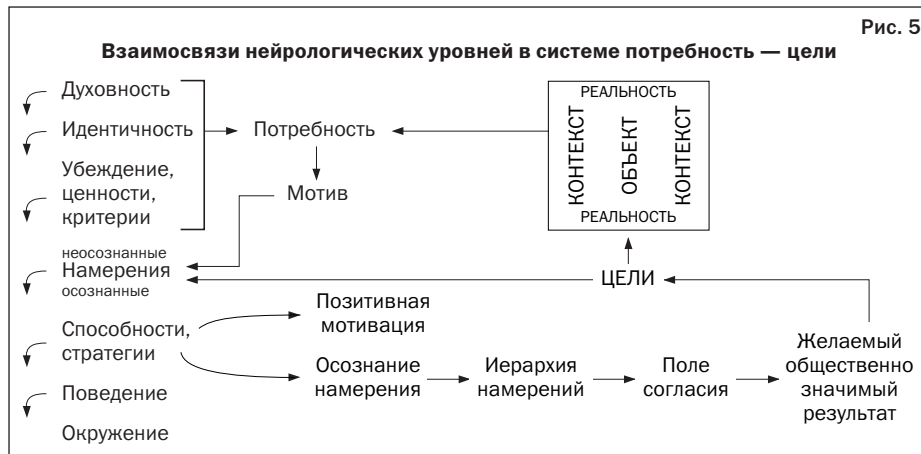 Рис. 5
Взаимосвязи нейрологических уровней в системе потребность — цели
Духовность
Идентичность
Убеждение,
ценности,
критерии
неосознанные
Намерения
осознанные
Способности,
стратегии
Поведение
Окружение
Потребность
Мотив
РЕАЛЬНОСТЬ
КОНТЕКСТ
ОБЪЕКТ
КОНТЕКСТ
РЕАЛЬНОСТЬ
ЦЕЛИ
Позитивная
мотивация
Осознание
намерения
Иерархия
намерений
Поле
согласия
Желаемый
общественно
значимый
результат